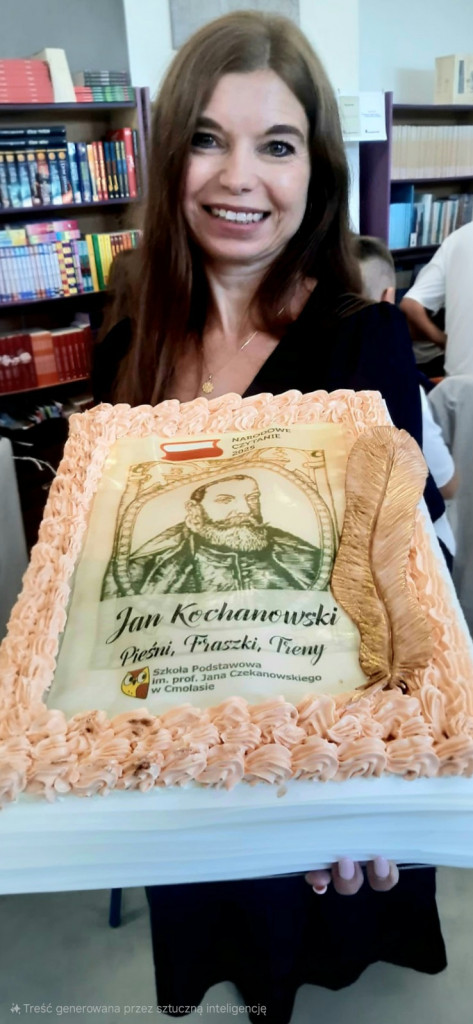 NARODOWE
CZYTANIE
2025
Jan Kochanowski
Pieśni, Fraszki, Treny
Szkoła Podstawowa
im. prof. Jana Czekanowskiego
w Cmolasie
Treść generowana przez sztuczną inteligencję